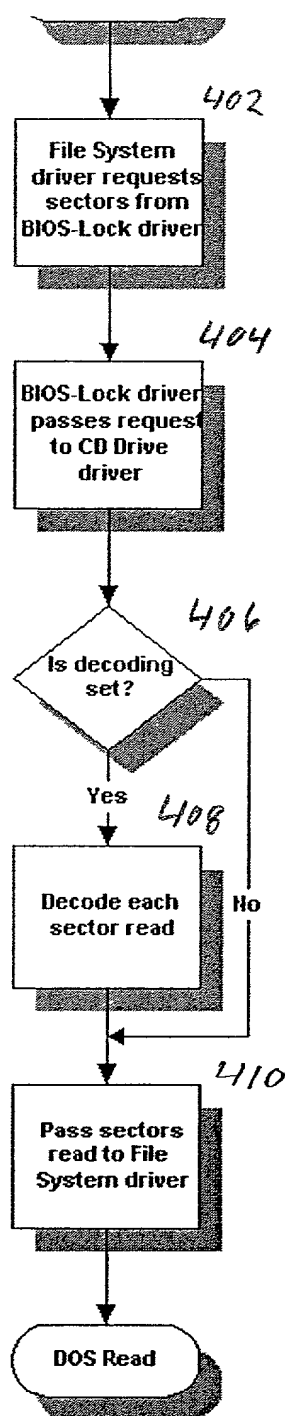 402
File System
driver requests
sectors from
BIOS-Lock driver
404
BIOS-Lock driver
passes request
to CD Drive
driver
406
Is decoding
set?
Yes
408
Decode each
sector read
No
410
Pass sectors
read to File
System driver
DOS Read